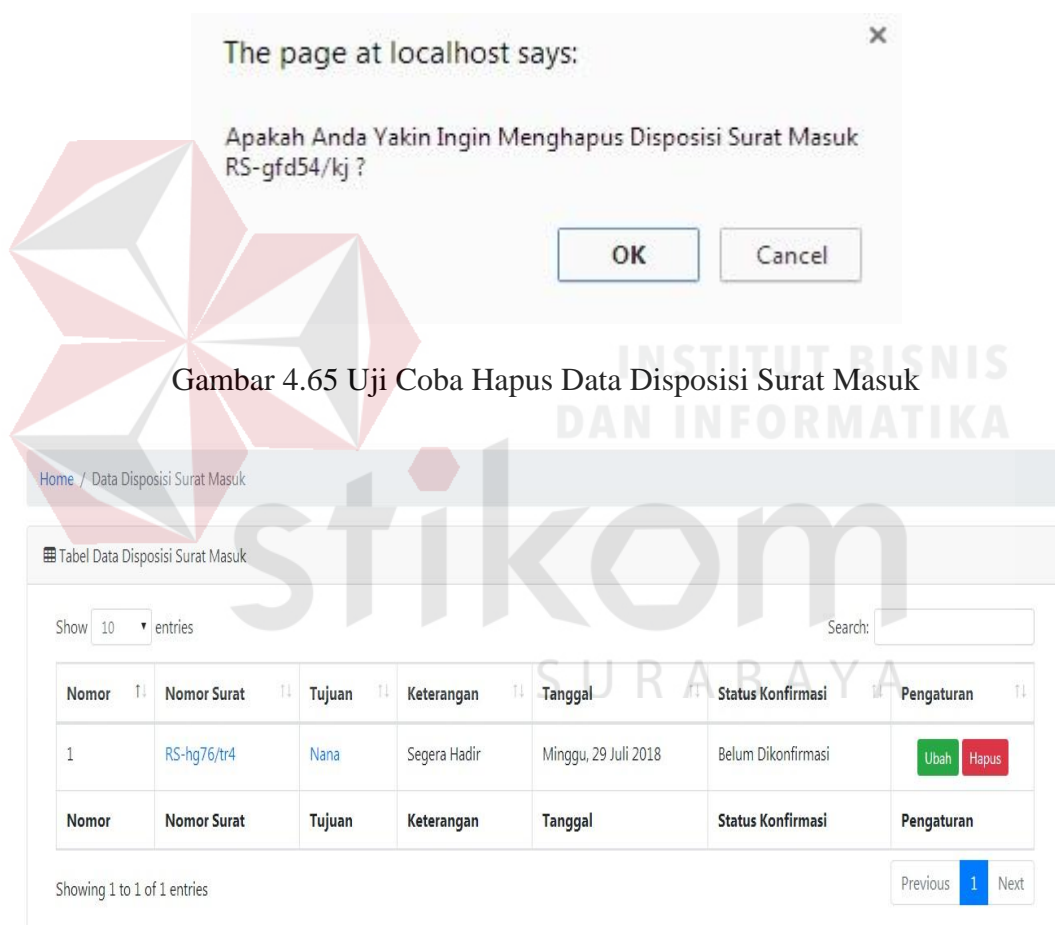 The page at localhost says:
×
Apakah Anda Yakin Ingin Menghapus Disposisi Surat Masuk
RS-gfd54/kj ?
OK Cancel
INSTITUT BISNIS
Gambar 4.65 Uji Coba Hapus Data Disposisi Surat Masuk
DAN INFORMATIKA
Home / Data Disposisi Surat Masuk
stikom
Tabel Data Disposisi Surat Masuk
Show 10 entries Search:
SURABAYA
Nomor Nomor Surat Tujuan Keterangan Tanggal Status Konfirmasi Pengaturan
1 RS-hg76/tr4 Nana Segera Hadir Minggu, 29 Juli 2018 Belum Dikonfirmasi Ubah Hapus
Nomor Nomor Surat Tujuan Keterangan Tanggal Status Konfirmasi Pengaturan
Showing 1 to 1 of 1 entries Previous 1 Next